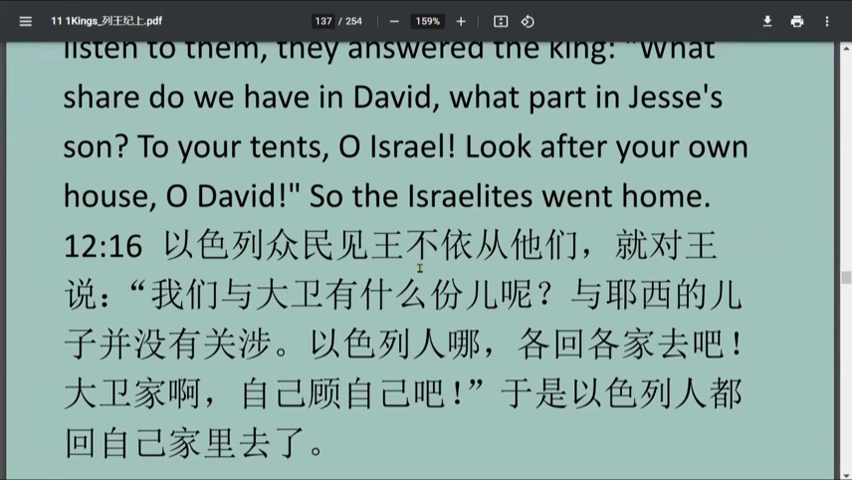 11 1Kings_列王纪上.pdf
137 / 254
159%
listen to them, they answered the king: "What
share do we have in David, what part in Jesse's
son? To your tents, O Israel! Look after your own
house, O David!" So the Israelites went home.
12:16 以色列众民见王不依从他们，就对王
说：“我们与大卫有什么份儿呢？与耶西的儿
子并没有关涉。以色列人哪，各回各家去吧！
大卫家啊，自己顾自己吧！”于是以色列人都
回自己家里去了。